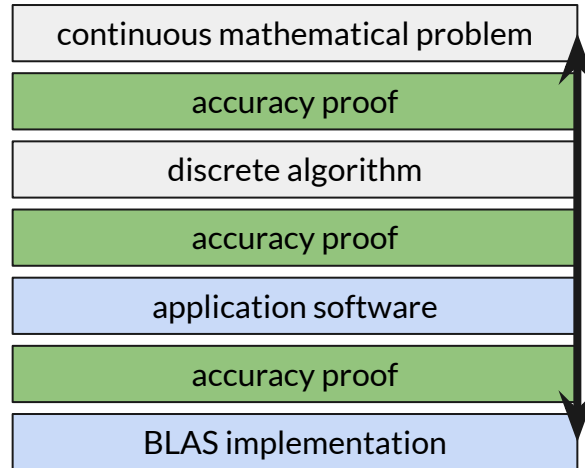 continuous mathematical problem
accuracy proof
discrete algorithm
accuracy proof
application software
accuracy proof
BLAS implementation